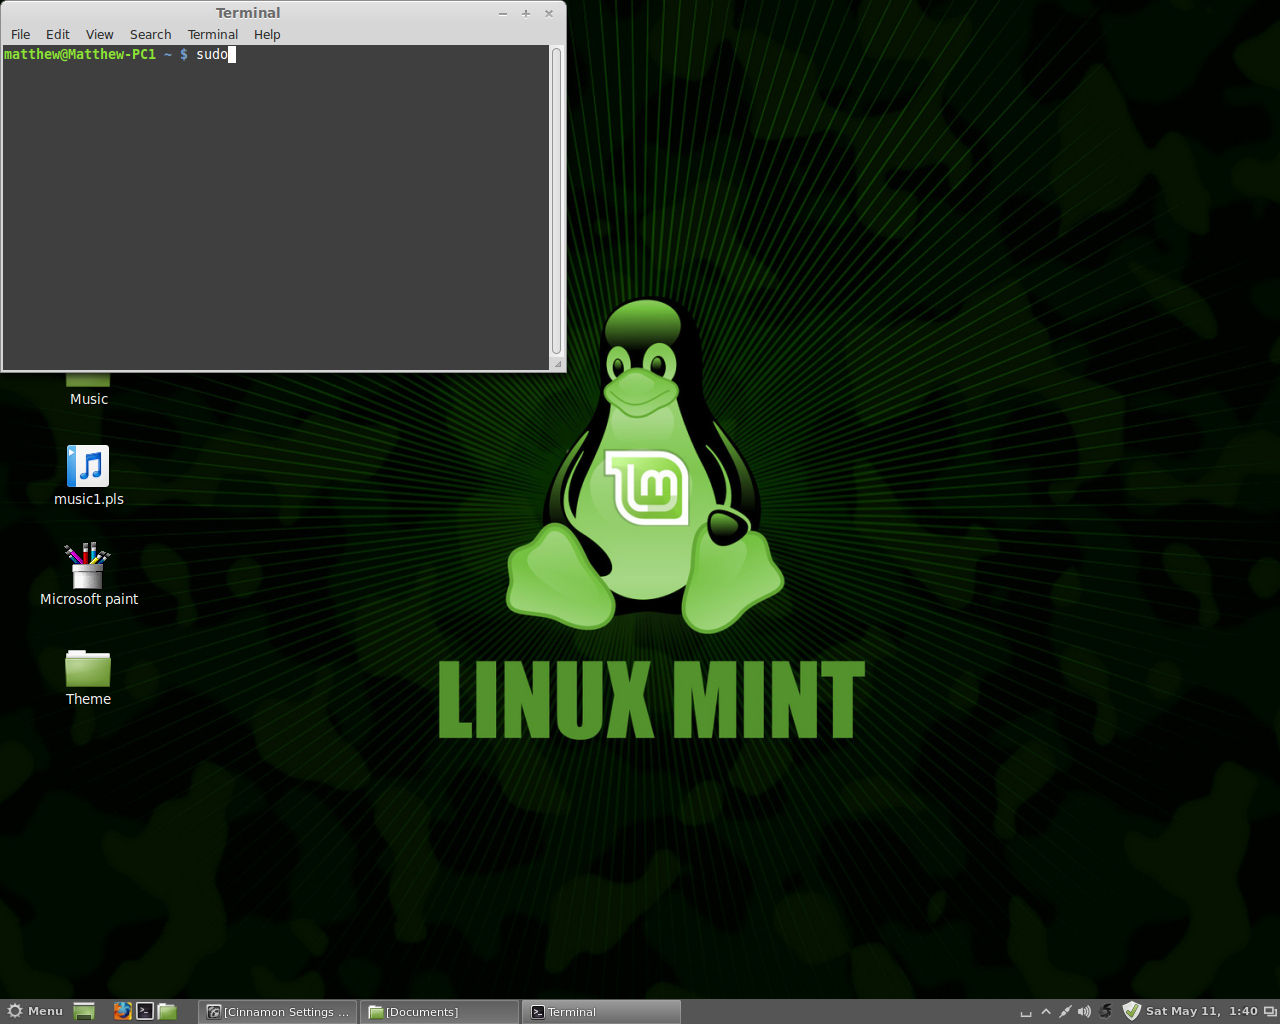 Terminal
File Edit View Search Terminal Help
matthew@Matthew-PC1 ~ $ sudo
Music
music1.pls
Microsoft paint
Theme
lm
LINUX MINT
Menu [Cinnamon Settings ... [Documents] Terminal Sat May 11, 1:40